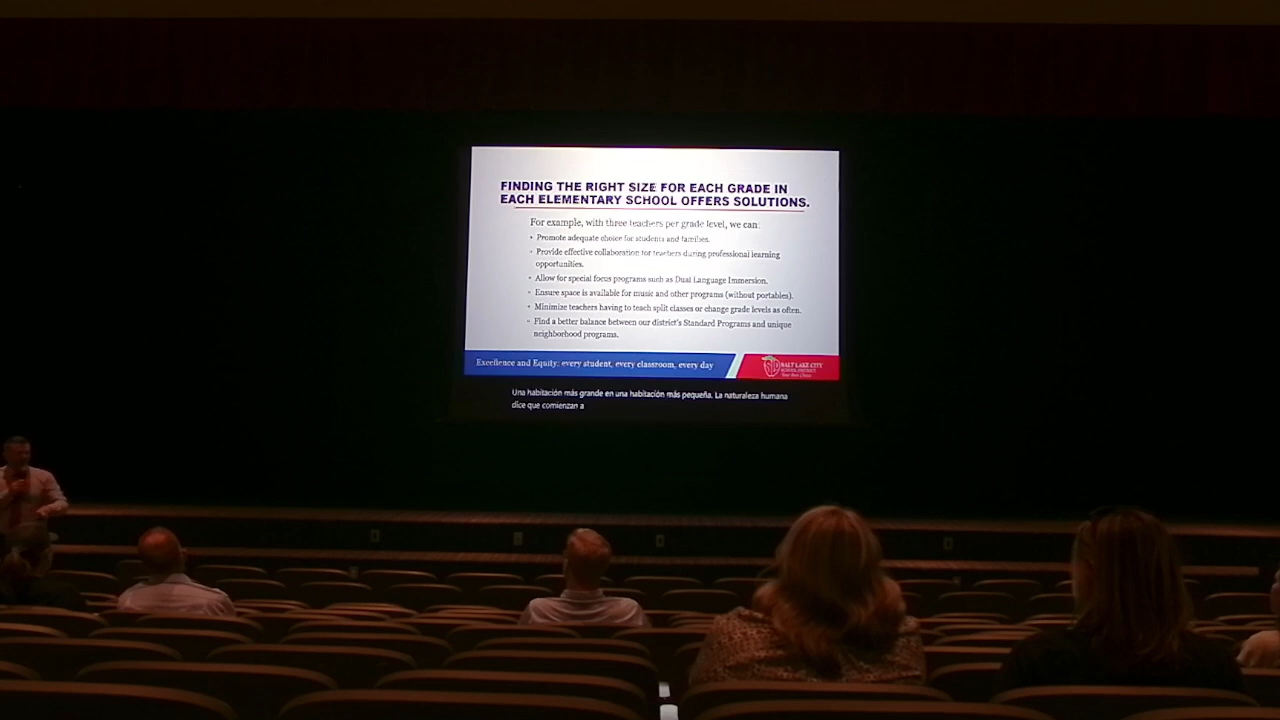 FINDING THE RIGHT SIZE FOR EACH GRADE IN
EACH ELEMENTARY SCHOOL OFFERS SOLUTIONS.
For example, with three teachers per grade level, we can:
• Promote adequate choice for students and families.
• Provide effective collaboration for teachers during professional learning
opportunities.
• Allow for special focus programs such as Dual Language Immersion.
• Ensure space is available for music and other programs (without portables).
• Minimize teachers having to teach split classes or change grade levels as often.
• Find a better balance between our district's Standard Programs and unique
neighborhood programs.
Excellence and Equity: every student, every classroom, every day
SALT LAKE CITY
SCHOOL DISTRICT
Your Best Choice
Una habitación más grande en una habitación más pequeña. La naturaleza humana
dice que comienzan a